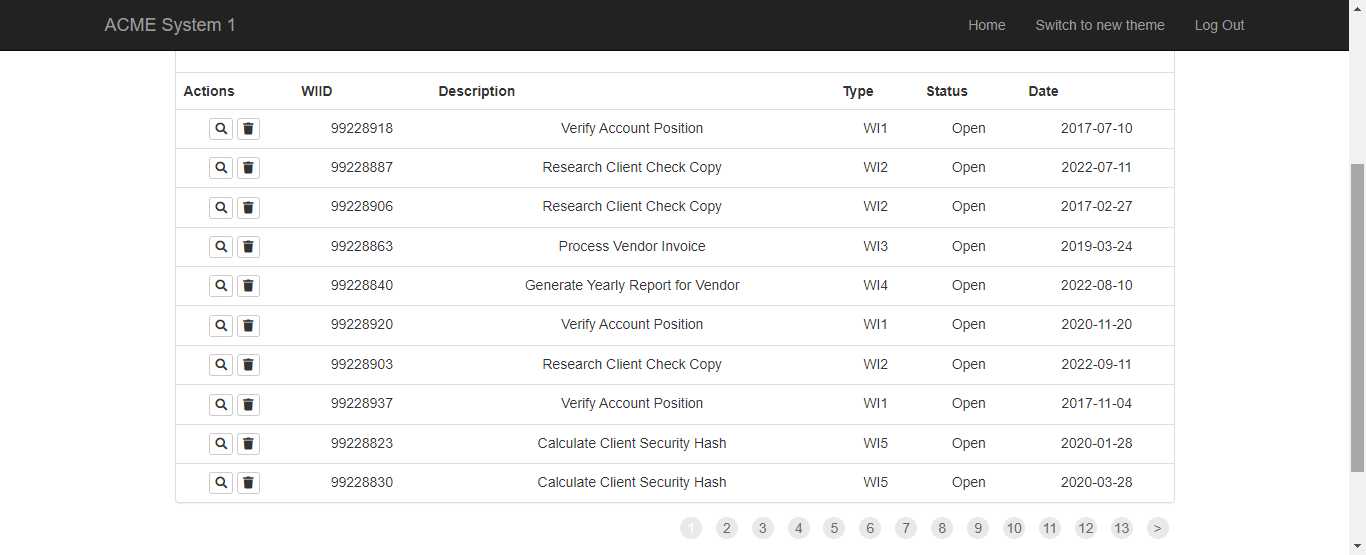 ACME System 1 Home Switch to new theme Log Out
Actions WIID Description Type Status Date
99228918 Verify Account Position WI1 Open 2017-07-10
99228887 Research Client Check Copy WI2 Open 2022-07-11
99228906 Research Client Check Copy WI2 Open 2017-02-27
99228863 Process Vendor Invoice WI3 Open 2019-03-24
99228840 Generate Yearly Report for Vendor WI4 Open 2022-08-10
99228920 Verify Account Position WI1 Open 2020-11-20
99228903 Research Client Check Copy WI2 Open 2022-09-11
99228937 Verify Account Position WI1 Open 2017-11-04
99228823 Calculate Client Security Hash WI5 Open 2020-01-28
99228830 Calculate Client Security Hash WI5 Open 2020-03-28
1 2 3 4 5 6 7 8 9 10 11 12 13 >